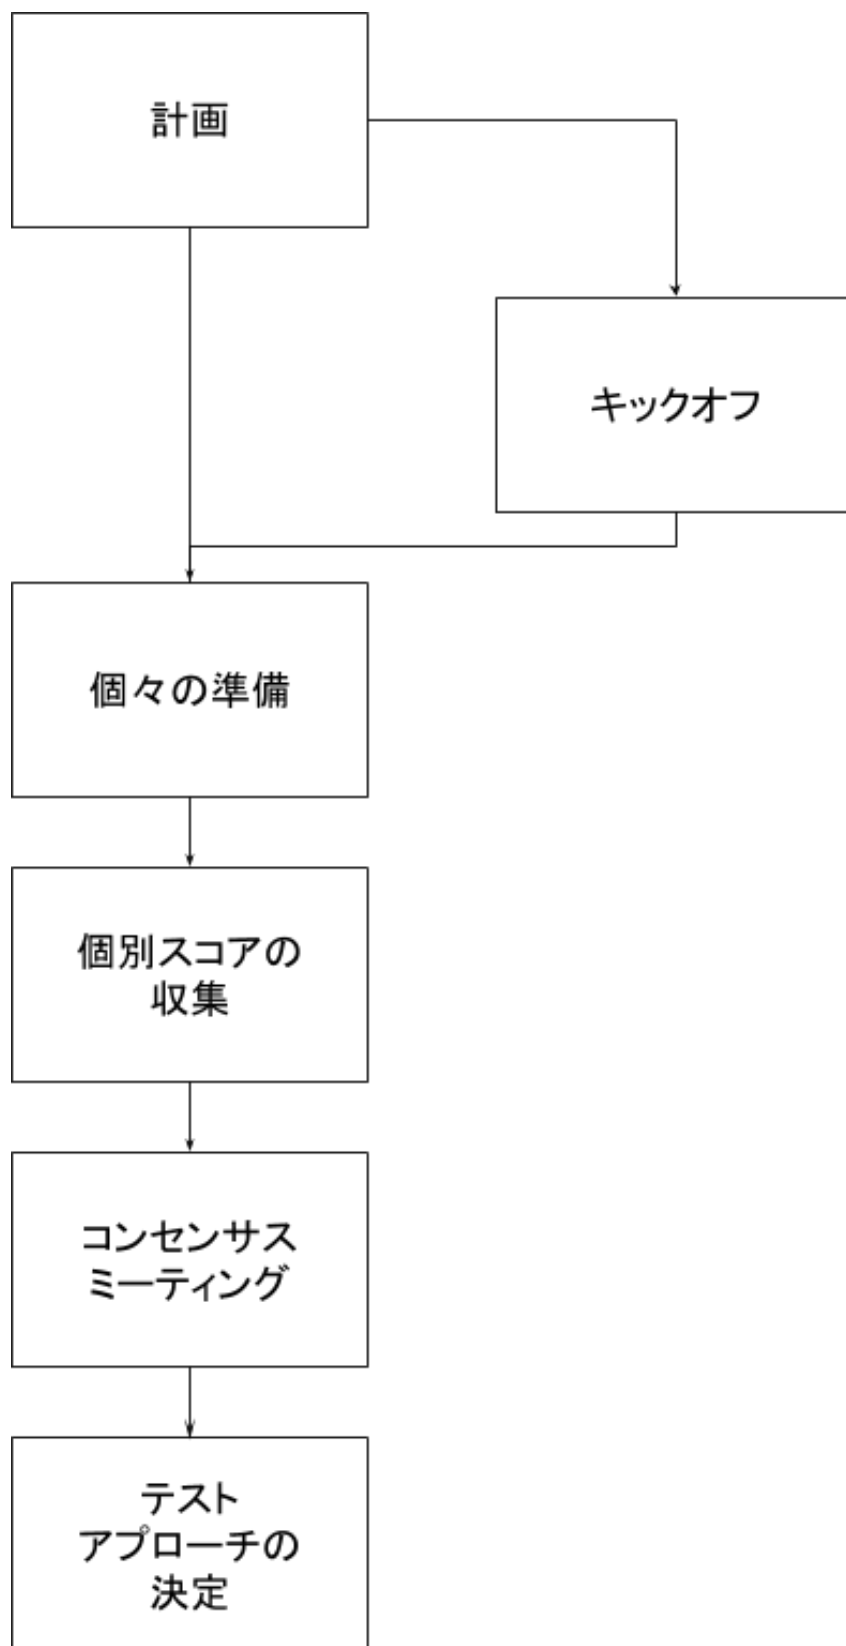 計画
キックオフ
個々の準備
個別スコアの
収集
コンセンサス
ミーティング
テスト
アプローチの
決定